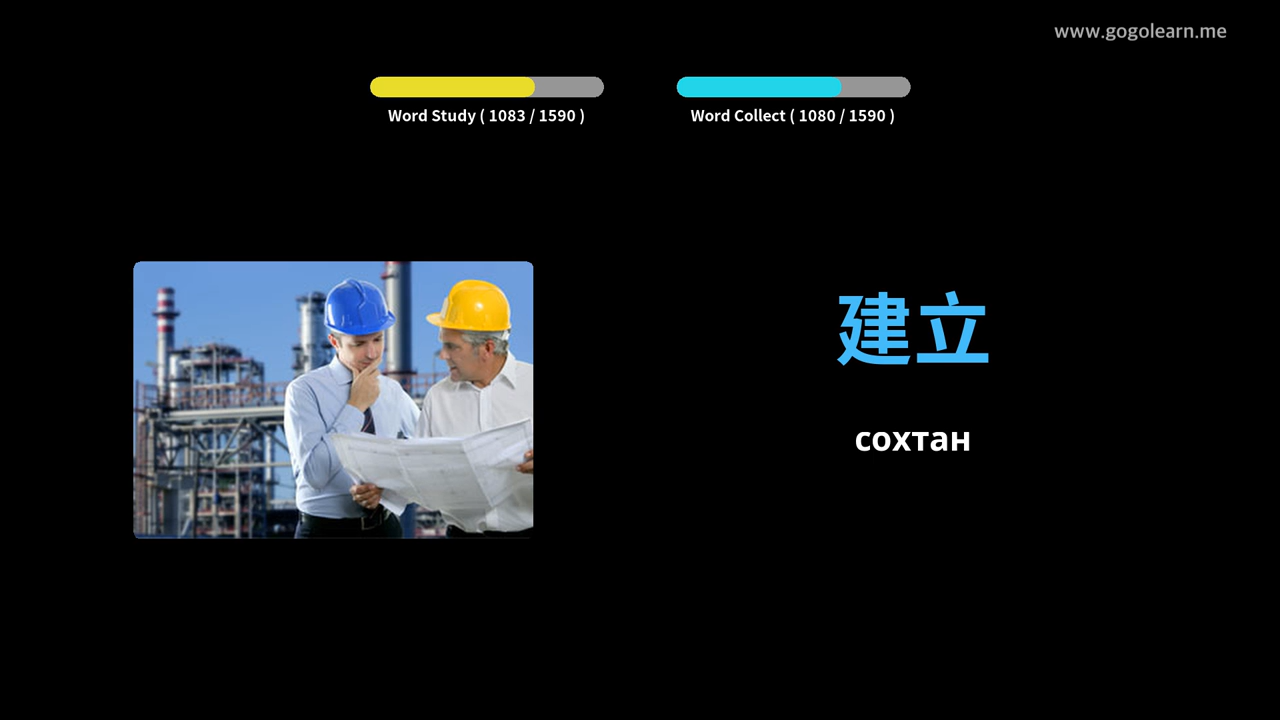 www.gogolearn.me
Word Study ( 1083 / 1590 )
Word Collect ( 1080 / 1590 )
建立
сохтан